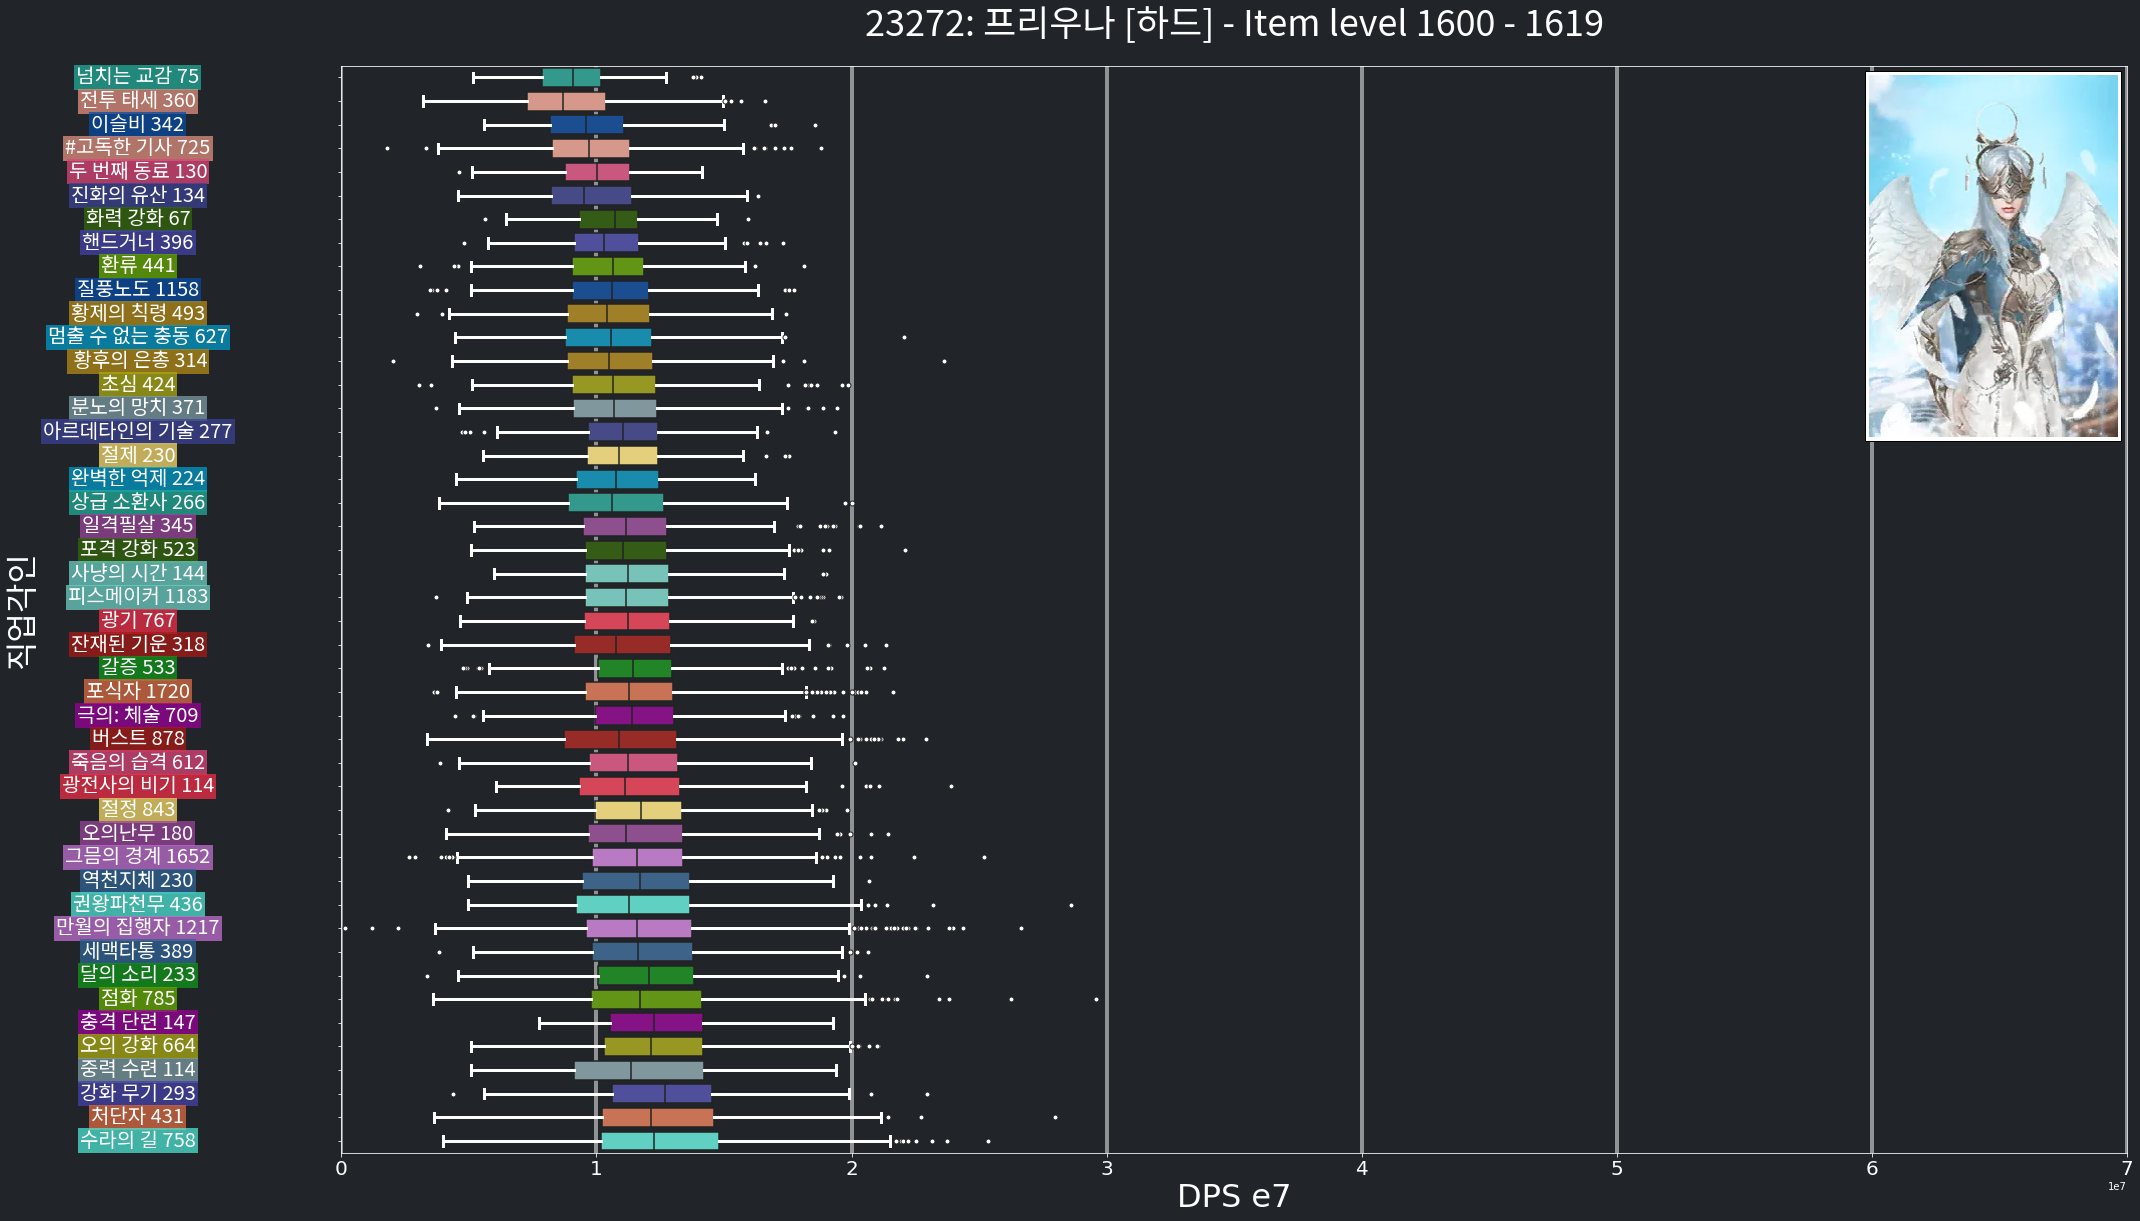 23272: 프리우나 [하드] - Item level 1600 - 1619
넘치는 교감 75
전투 태세 360
이슬비 342
#고독한 기사 725
두 번째 동료 130
진화의 유산 134
화력 강화 67
핸드거너 396
환류 441
질풍노도 1158
황제의 칙령 493
멈출 수 없는 충동 627
황후의 은총 314
초심 424
분노의 망치 371
아르데타인의 기술 277
절제 230
완벽한 억제 224
상급 소환사 266
일격필살 345
포격 강화 523
사냥의 시간 144
피스메이커 1183
광기 767
잔재된 기운 318
갈증 533
포식자 1720
극의: 체술 709
버스트 878
죽음의 습격 612
광전사의 비기 114
절정 843
오의난무 180
그믐의 경계 1652
역천지체 230
권왕파천무 436
만월의 집행자 1217
세맥타통 389
달의 소리 233
점화 785
충격 단련 147
오의 강화 664
중력 수련 114
강화 무기 293
처단자 431
수라의 길 758
직업각인
0 1 2 3 4 5 6 7
1e7
DPS e7